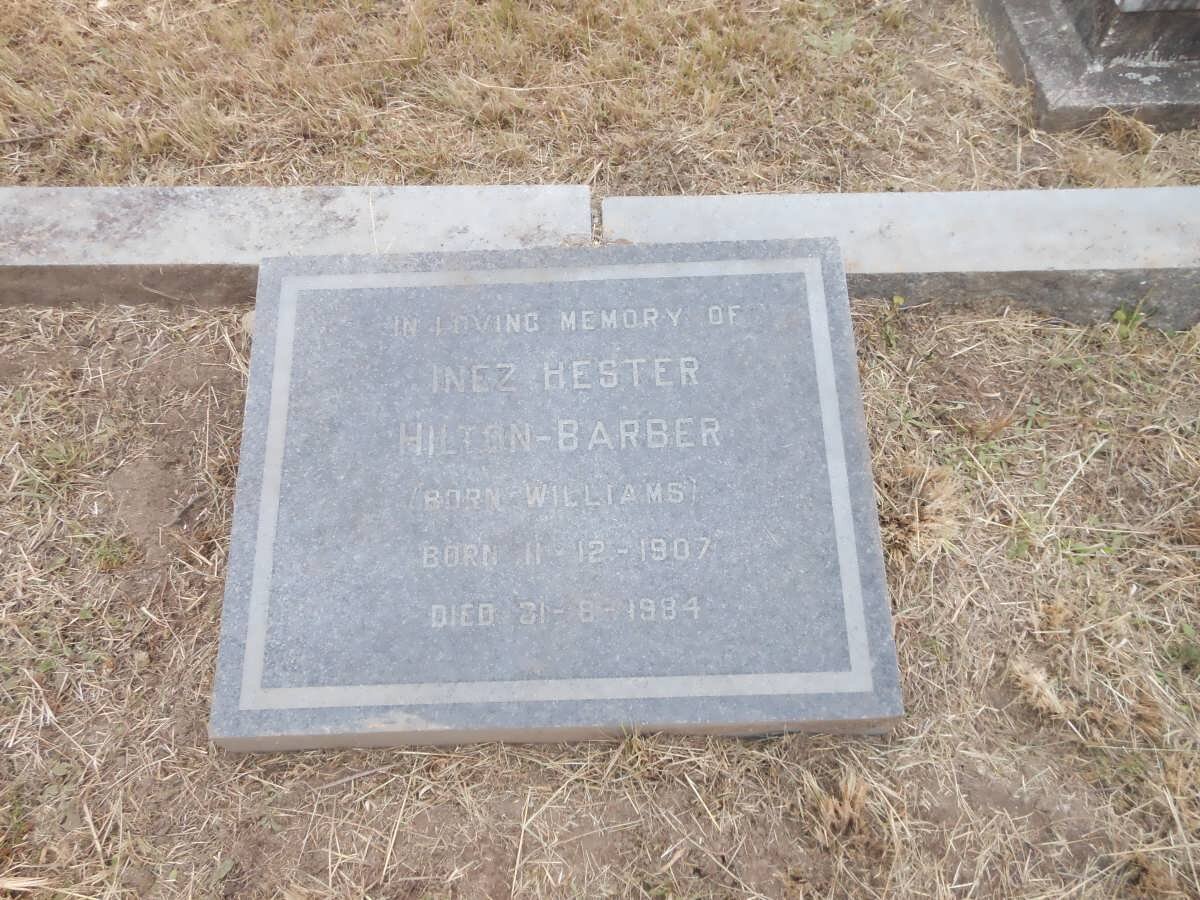 IN LOVING MEMORY OF
INEZ HESTER
HILTON-BARBER
(BORN WILLIAMS)
BORN 11-12-1907
DIED 31-8-1984